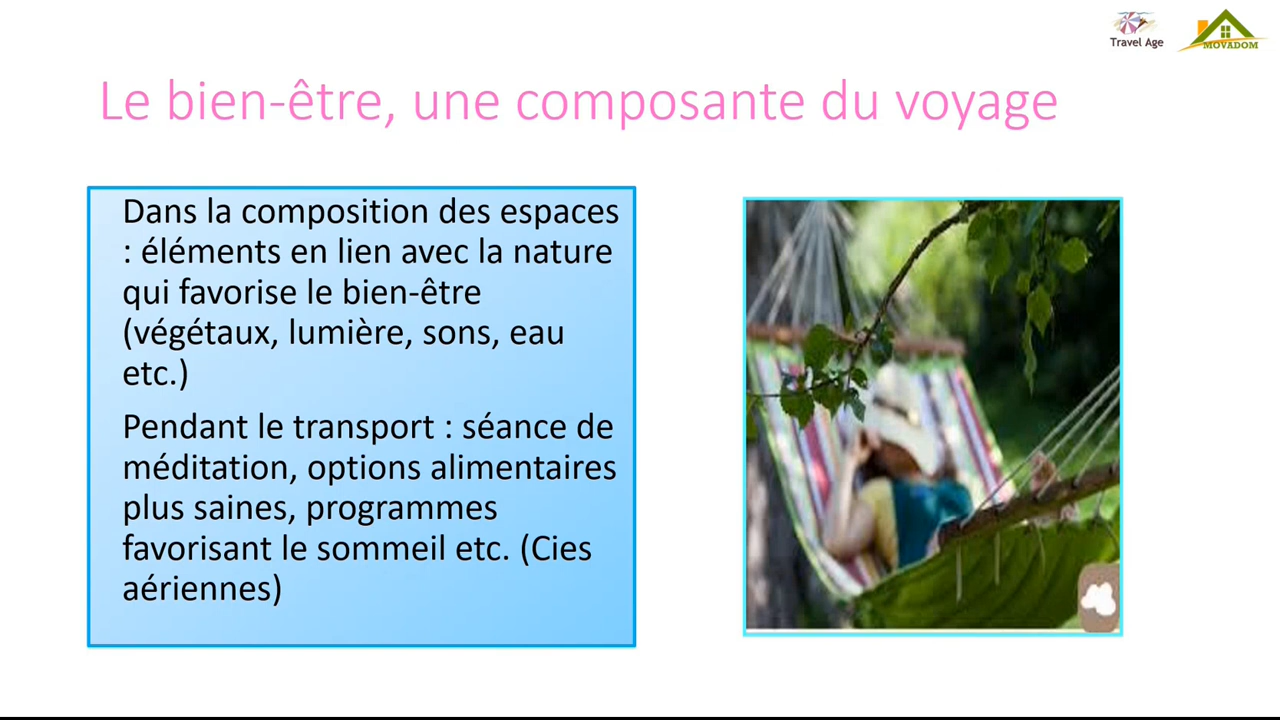 Travel Age
MOVADOM
Le bien-être, une composante du voyage
Dans la composition des espaces
: éléments en lien avec la nature
qui favorise le bien-être
(végétaux, lumière, sons, eau
etc.)
Pendant le transport : séance de
méditation, options alimentaires
plus saines, programmes
favorisant le sommeil etc. (Cies
aériennes)